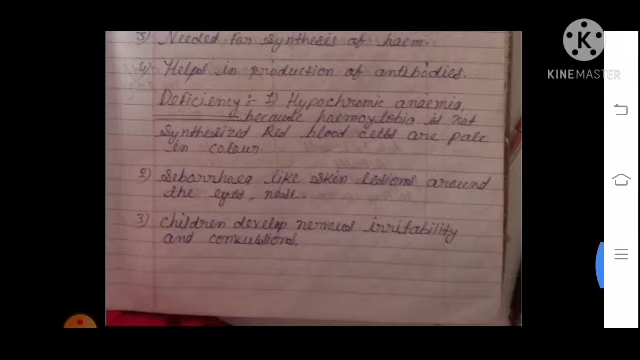 3) Needed for synthesis of haem.
4) Helps in production of antibodies.
Deficiency :- 1) Hypochromic anaemia,
because haemoglobia is not
synthesized Red blood cells are pale
in colour.
2) Seborrhoea like skin lesions around
the eyes, nose.
3) children develop nervous irritability
and convulsions.
KINEMASTER